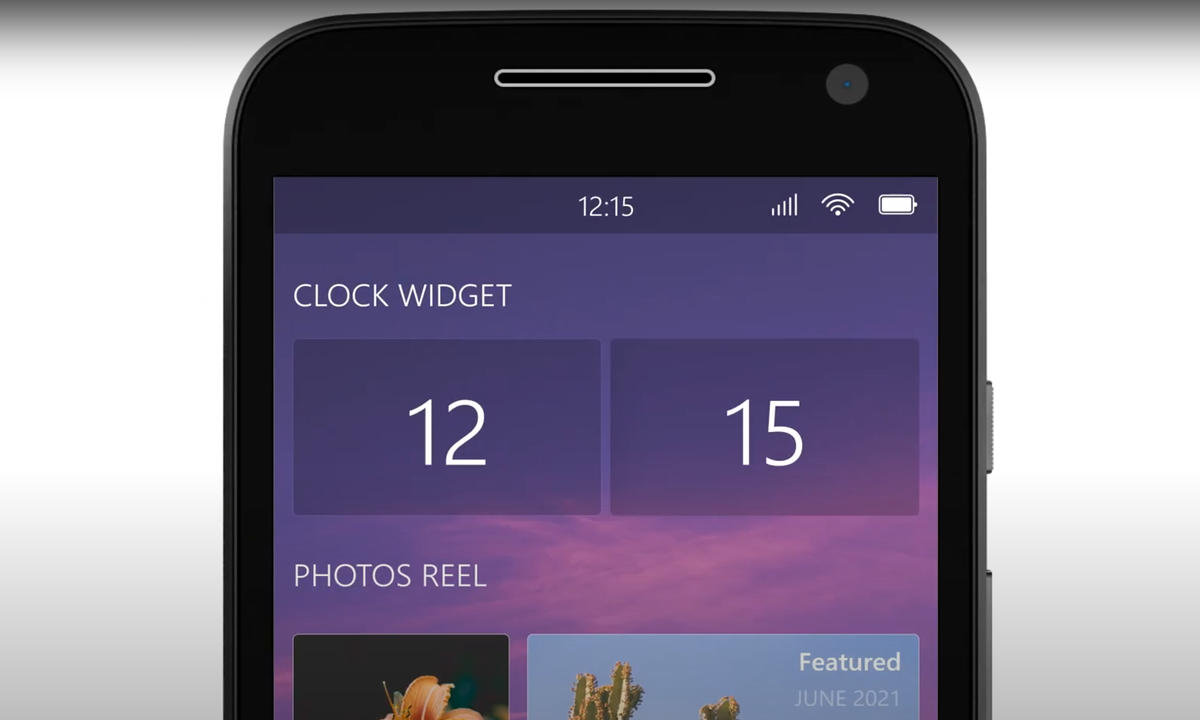 12:15
CLOCK WIDGET
12 15
PHOTOS REEL
Featured
JUNE 2021